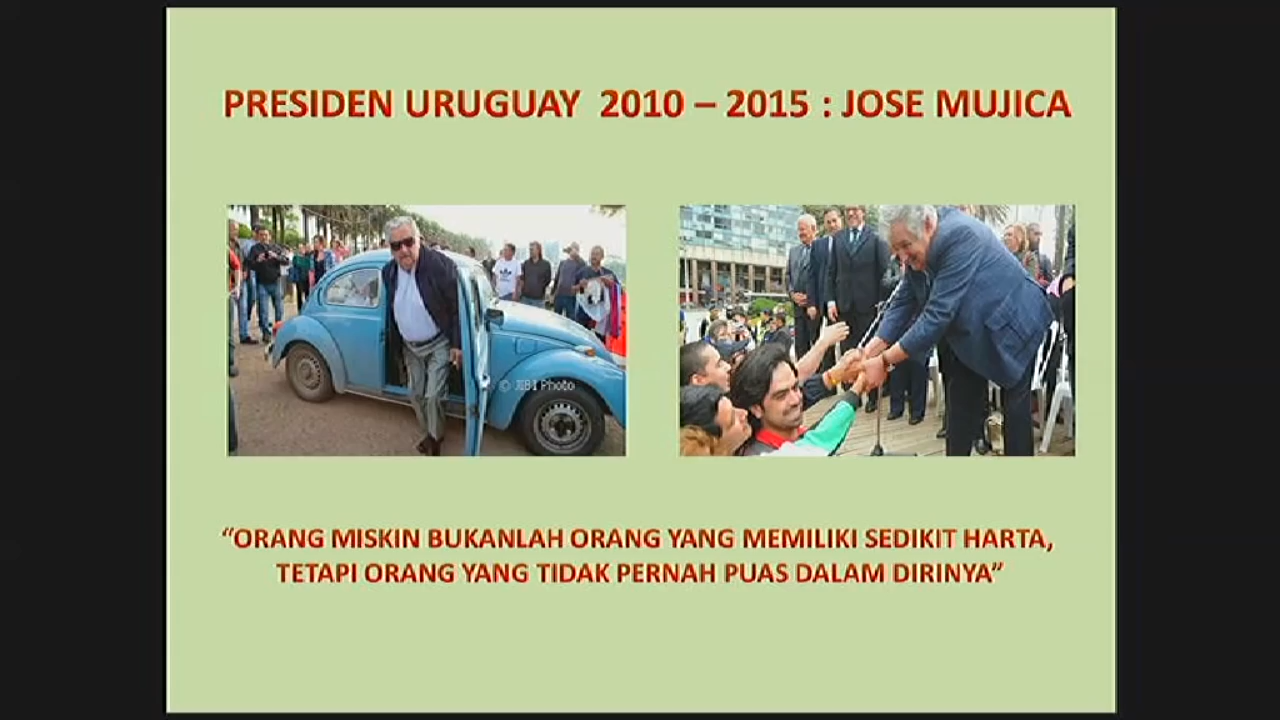 PRESIDEN URUGUAY 2010 – 2015 : JOSE MUJICA
© JIBI Photo
“ORANG MISKIN BUKANLAH ORANG YANG MEMILIKI SEDIKIT HARTA,
TETAPI ORANG YANG TIDAK PERNAH PUAS DALAM DIRINYA”